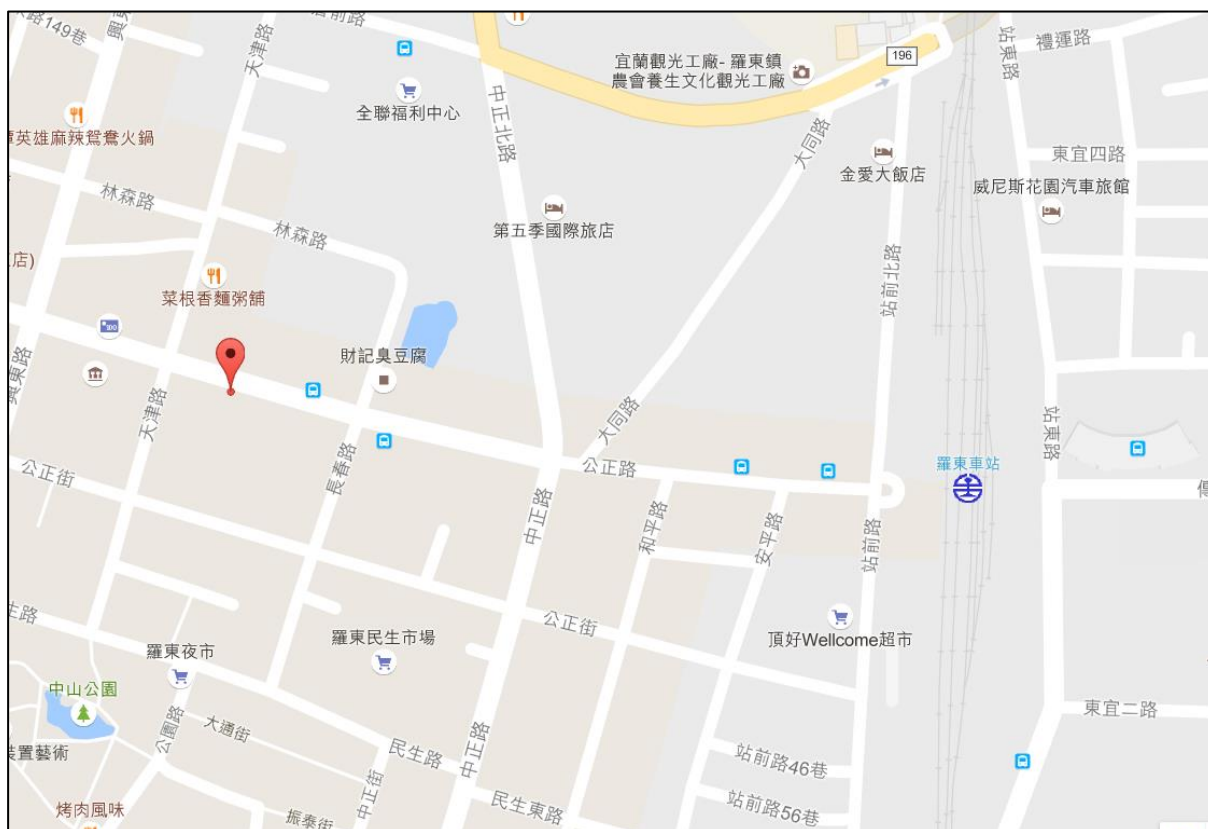 路149巷
興東
天津路
站前路
禮運路
站東路
196
宜蘭觀光工廠- 羅東鎮
農會養生文化觀光工廠
全聯福利中心
中正北路
大同路
英雄麻辣鴛鴦火鍋
金愛大飯店
東宜四路
威尼斯花園汽車旅館
林森路
林森路
第五季國際旅店
店)
菜根香麵粥舖
站前北路
財記臭豆腐
興東路
天津路
大同路
站東路
公正街
長春路
公正路
羅東車站
中正路
和平路
安平路
站前路
生路
公正街
羅東民生市場
頂好Wellcome超市
羅東夜市
中山公園
公園路
大通街
東宜二路
裝置藝術
民生路
中正路
站前路46巷
中正街
民生東路
站前路56巷
烤肉風味
振泰街